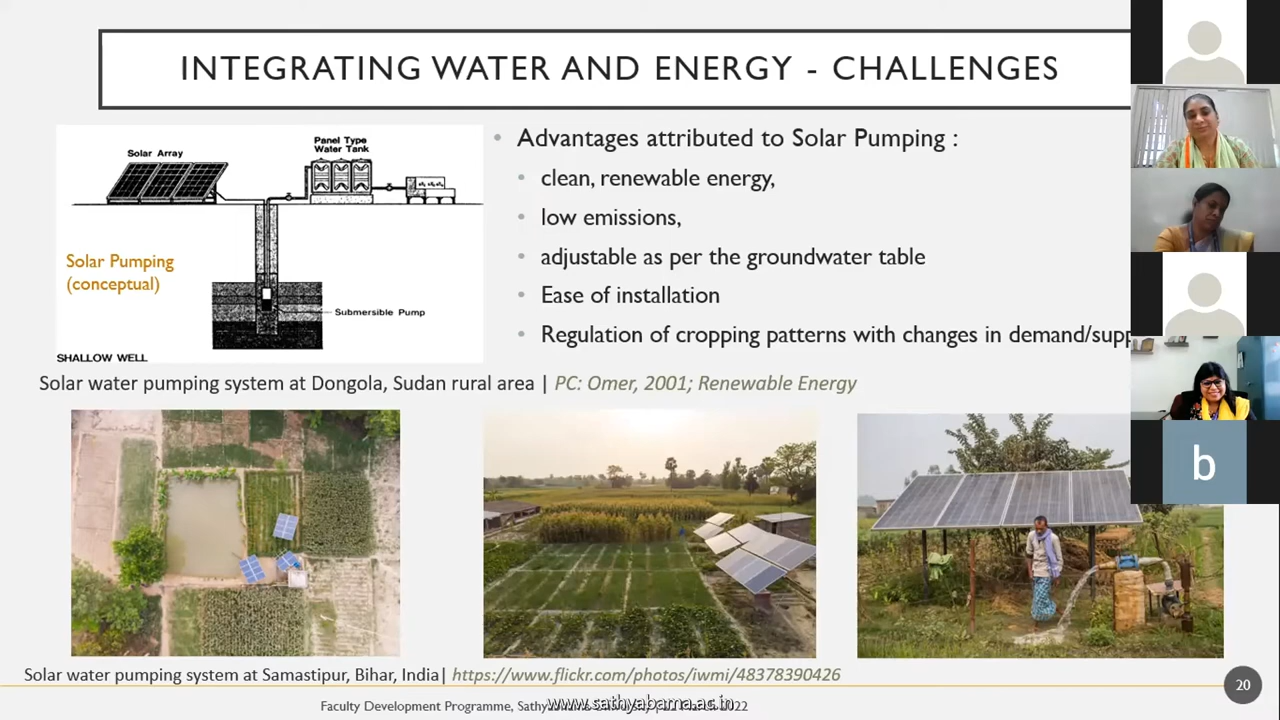 INTEGRATING WATER AND ENERGY - CHALLENGES
Solar Array
Panel Type
Water Tank
Solar Pumping
(conceptual)
Submersible Pump
SHALLOW WELL
• Advantages attributed to Solar Pumping :
• clean, renewable energy,
• low emissions,
• adjustable as per the groundwater table
• Ease of installation
• Regulation of cropping patterns with changes in demand/supp
Solar water pumping system at Dongola, Sudan rural area | PC: Omer, 2001; Renewable Energy
b
Solar water pumping system at Samastipur, Bihar, India| https://www.flickr.com/photos/iwmi/48378390426
20
Faculty Development Programme, March 2022
www.sathyabama.ac.in